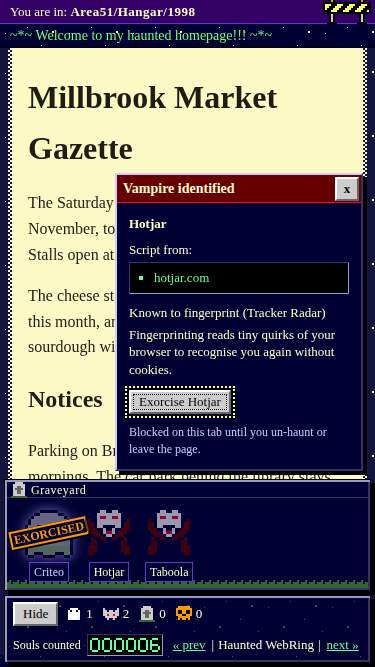 You are in: Area51/Hangar/1998
~*~ Welcome to my haunted homepage!!! ~*~
Millbrook Market
Gazette
The Saturday
November, to
Stalls open at
The cheese st
this month, an
sourdough wi
Notices
Parking on Br
mornings. The car park behind the library stays
Vampire identified
x
Hotjar
Script from:
hotjar.com
Known to fingerprint (Tracker Radar)
Fingerprinting reads tiny quirks of your
browser to recognise you again without
cookies.
Exorcise Hotjar
Blocked on this tab until you un-haunt or
leave the page.
Graveyard
EXORCISED
Criteo
Hotjar
Taboola
Hide 1 2 0 0
Souls counted 000006 « prev | Haunted WebRing | next »